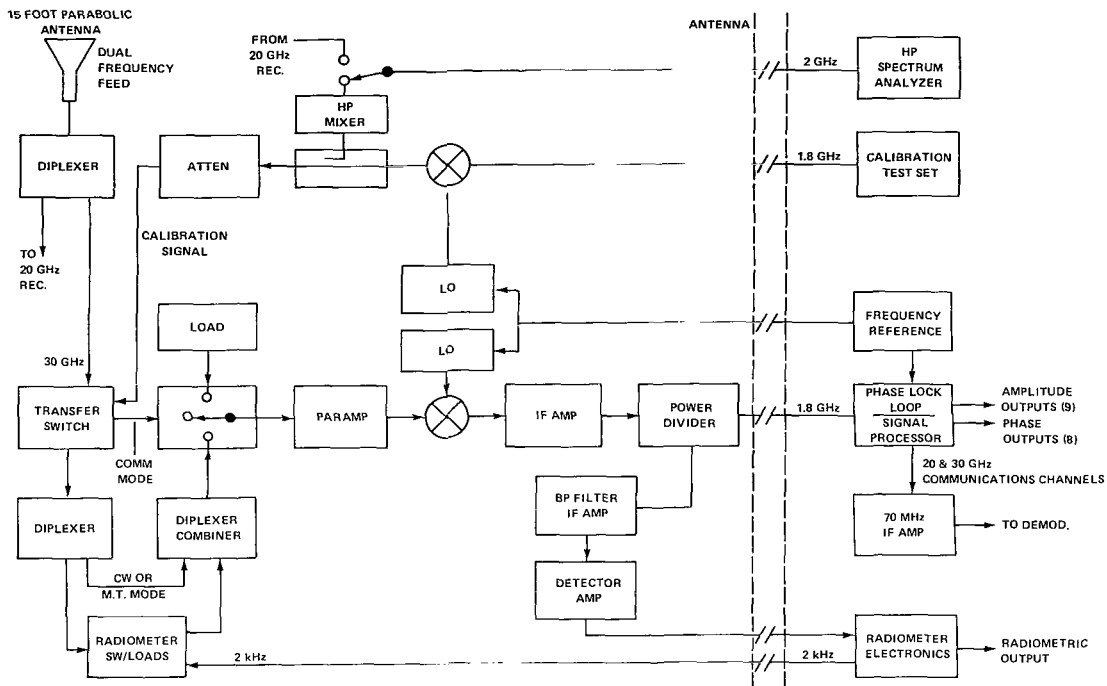 15 FOOT PARABOLIC
ANTENNA
DUAL
FREQUENCY
FEED
FROM
20 GHz
REC.
ANTENNA
2 GHz
HP
SPECTRUM
ANALYZER
HP
MIXER
DIPLEXER
ATTEN
1.8 GHz
CALIBRATION
TEST SET
TO
20 GHz
REC.
CALIBRATION
SIGNAL
LO
LO
LOAD
FREQUENCY
REFERENCE
30 GHz
TRANSFER
SWITCH
COMM
MODE
PARAMP
IF AMP
POWER
DIVIDER
1.8 GHz
PHASE LOCK
LOOP
SIGNAL
PROCESSOR
AMPLITUDE
OUTPUTS (9)
PHASE
OUTPUTS (8)
20 & 30 GHz
COMMUNICATIONS CHANNELS
DIPLEXER
DIPLEXER
COMBINER
BP FILTER
IF AMP
70 MHz
IF AMP
TO DEMOD.
CW OR
M.T. MODE
DETECTOR
AMP
RADIOMETER
SW/LOADS
2 kHz
2 kHz
RADIOMETER
ELECTRONICS
RADIOMETRIC
OUTPUT